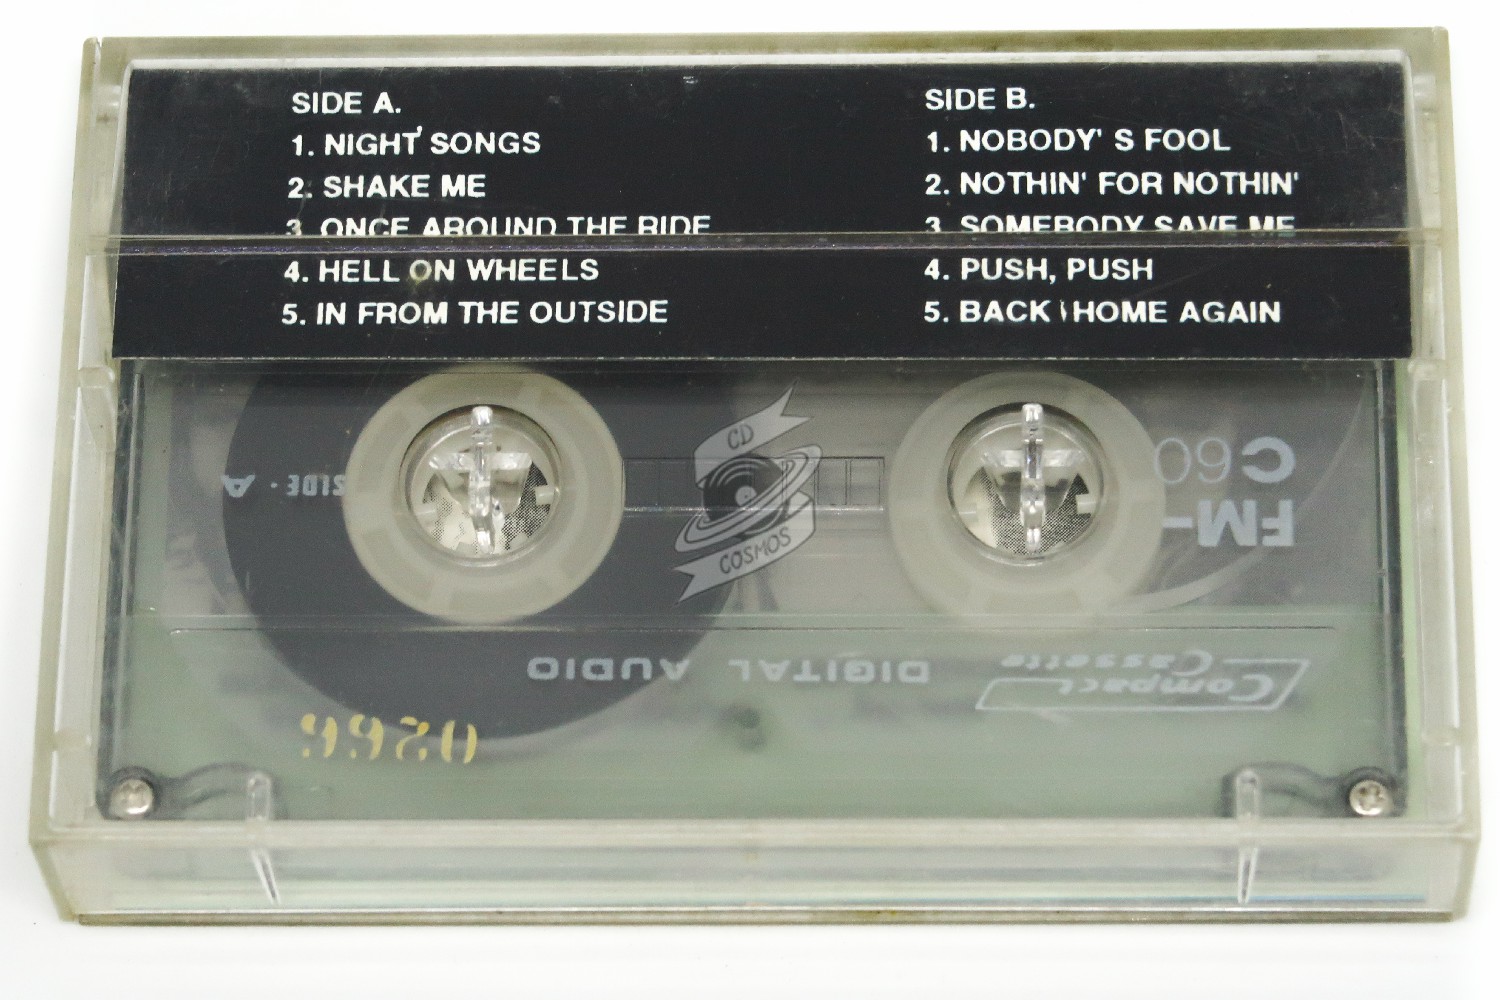 SIDE A.
1. NIGHT SONGS
2. SHAKE ME
3. ONCE AROUND THE RIDE
4. HELL ON WHEELS
5. IN FROM THE OUTSIDE
SIDE B.
1. NOBODY' S FOOL
2. NOTHIN' FOR NOTHIN'
3. SOMEBODY SAVE ME
4. PUSH, PUSH
5. BACK HOME AGAIN
SIDE · A
CD
COSMOS
FM-
C60
DIGITAL AUDIO
Compact
Cassette
0266